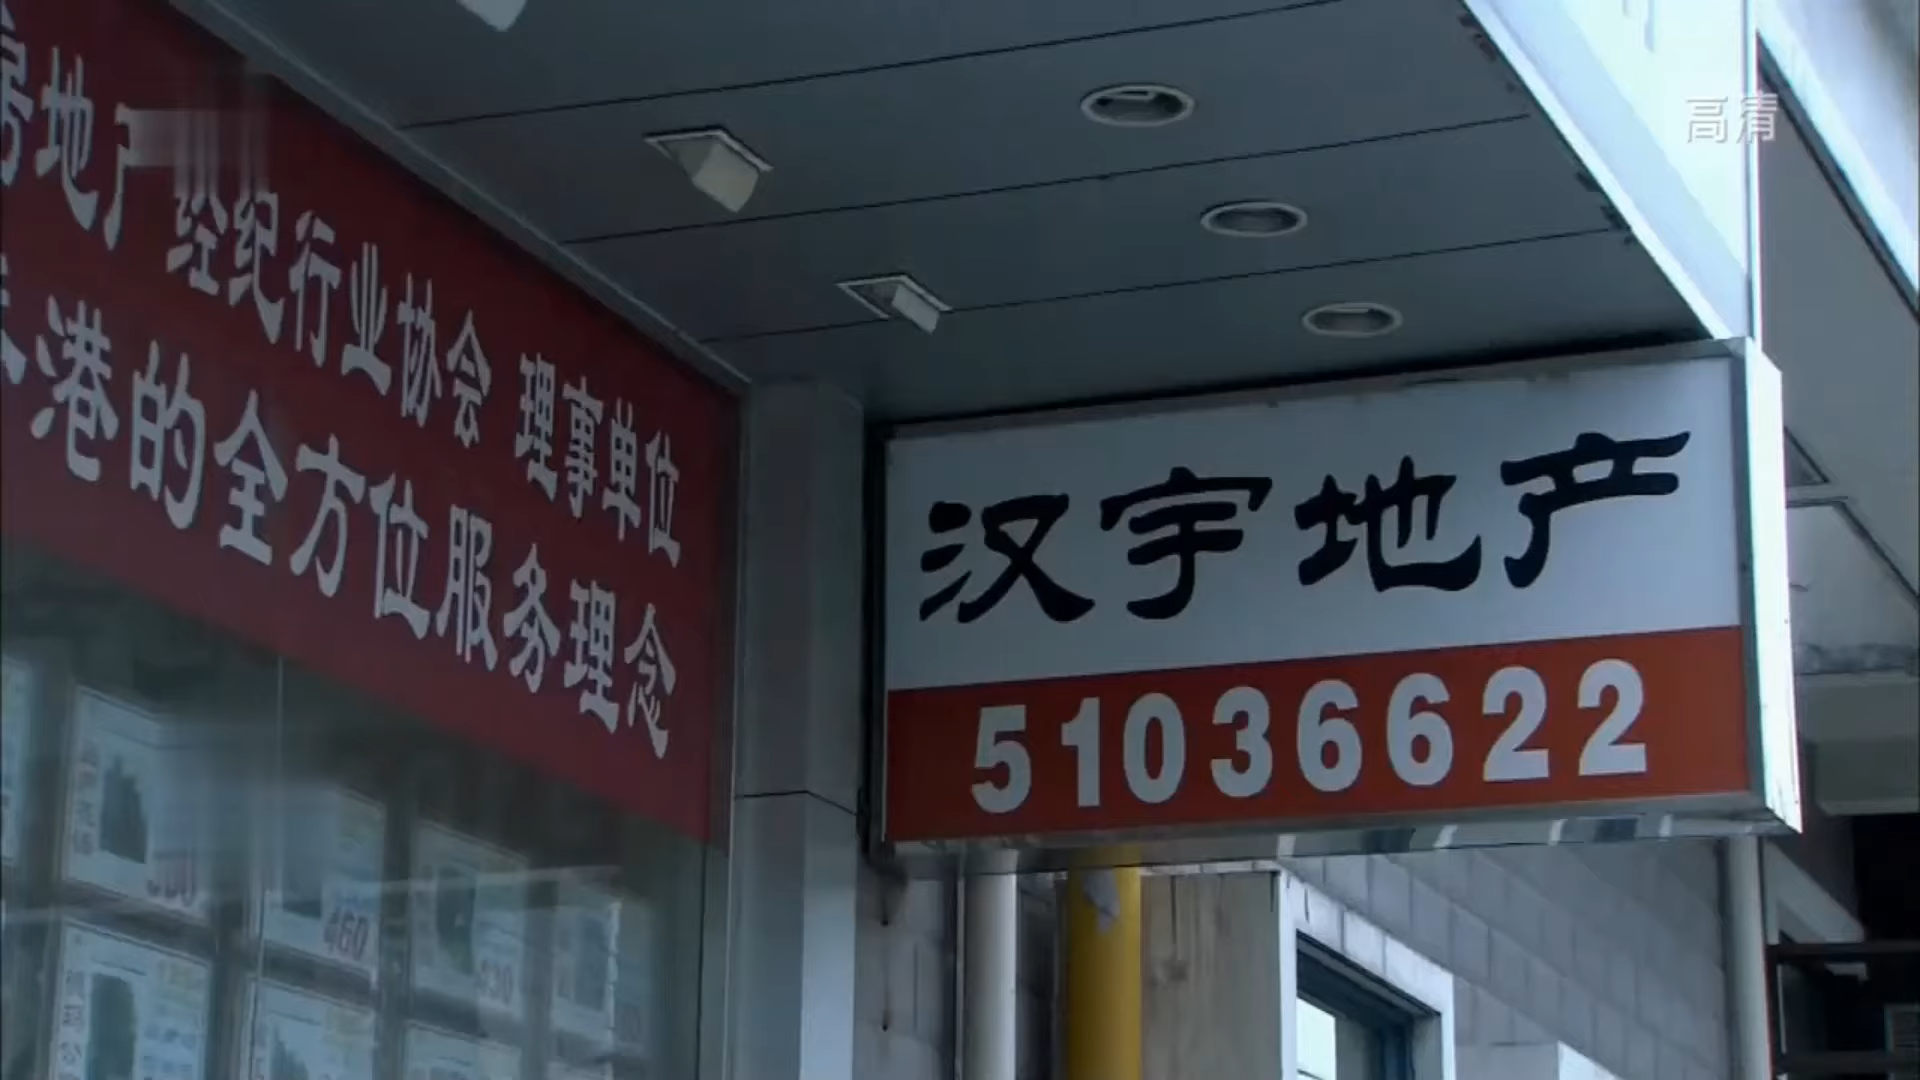 高清
房地产经纪行业协会 理事单位
港的全方位服务理念
汉宇地产
51036622
460